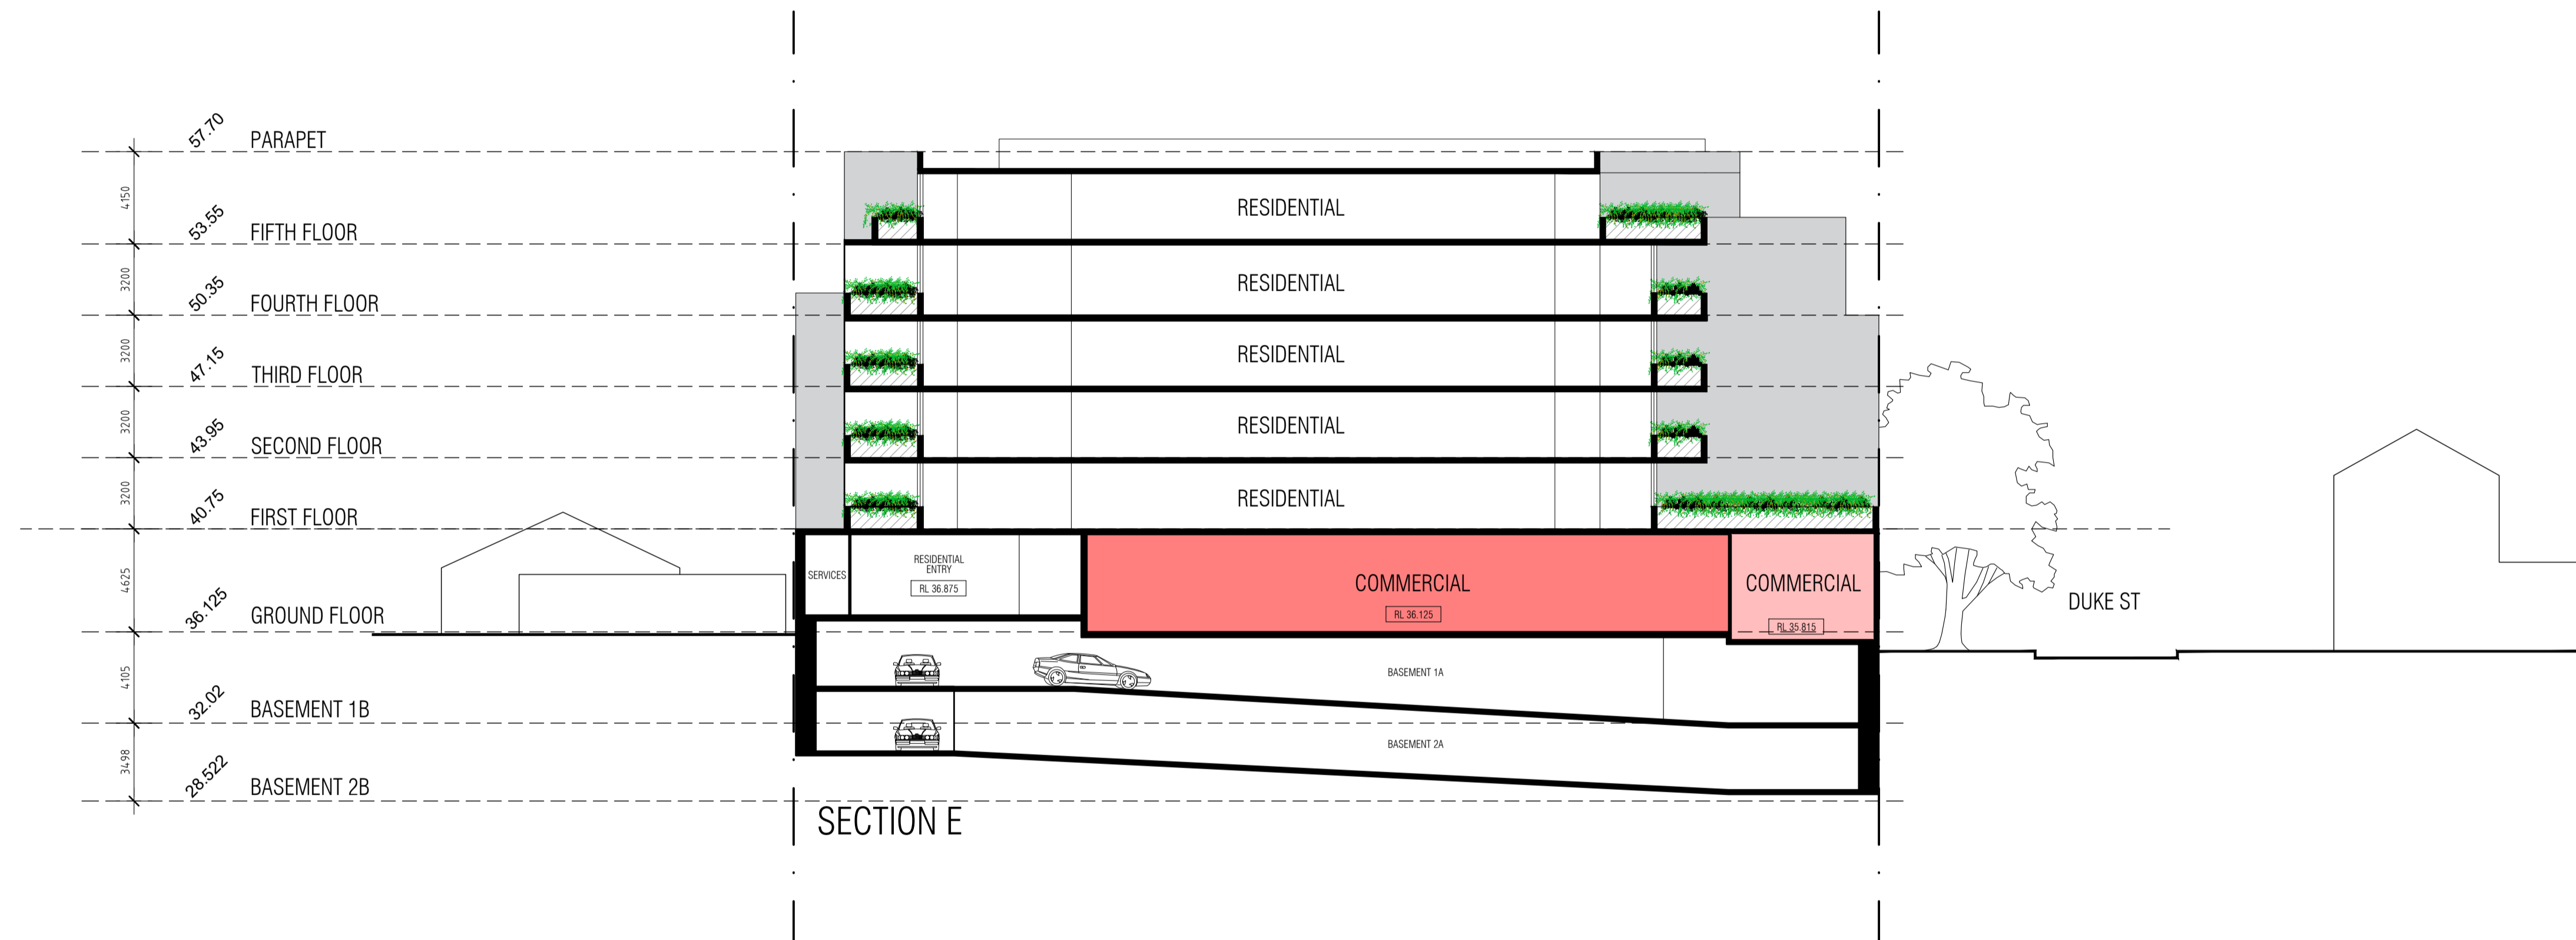 57.70 PARAPET
4150
53.55 FIFTH FLOOR
RESIDENTIAL
3200
50.35 FOURTH FLOOR
RESIDENTIAL
3200
47.15 THIRD FLOOR
RESIDENTIAL
3200
43.95 SECOND FLOOR
RESIDENTIAL
3200
40.75 FIRST FLOOR
RESIDENTIAL
4625
SERVICES
RESIDENTIAL
ENTRY
RL 36.875
COMMERCIAL
RL 36.125
COMMERCIAL
RL 35.815
DUKE ST
36.125 GROUND FLOOR
4105
BASEMENT 1A
32.02 BASEMENT 1B
3498
BASEMENT 2A
28.522 BASEMENT 2B
SECTION E